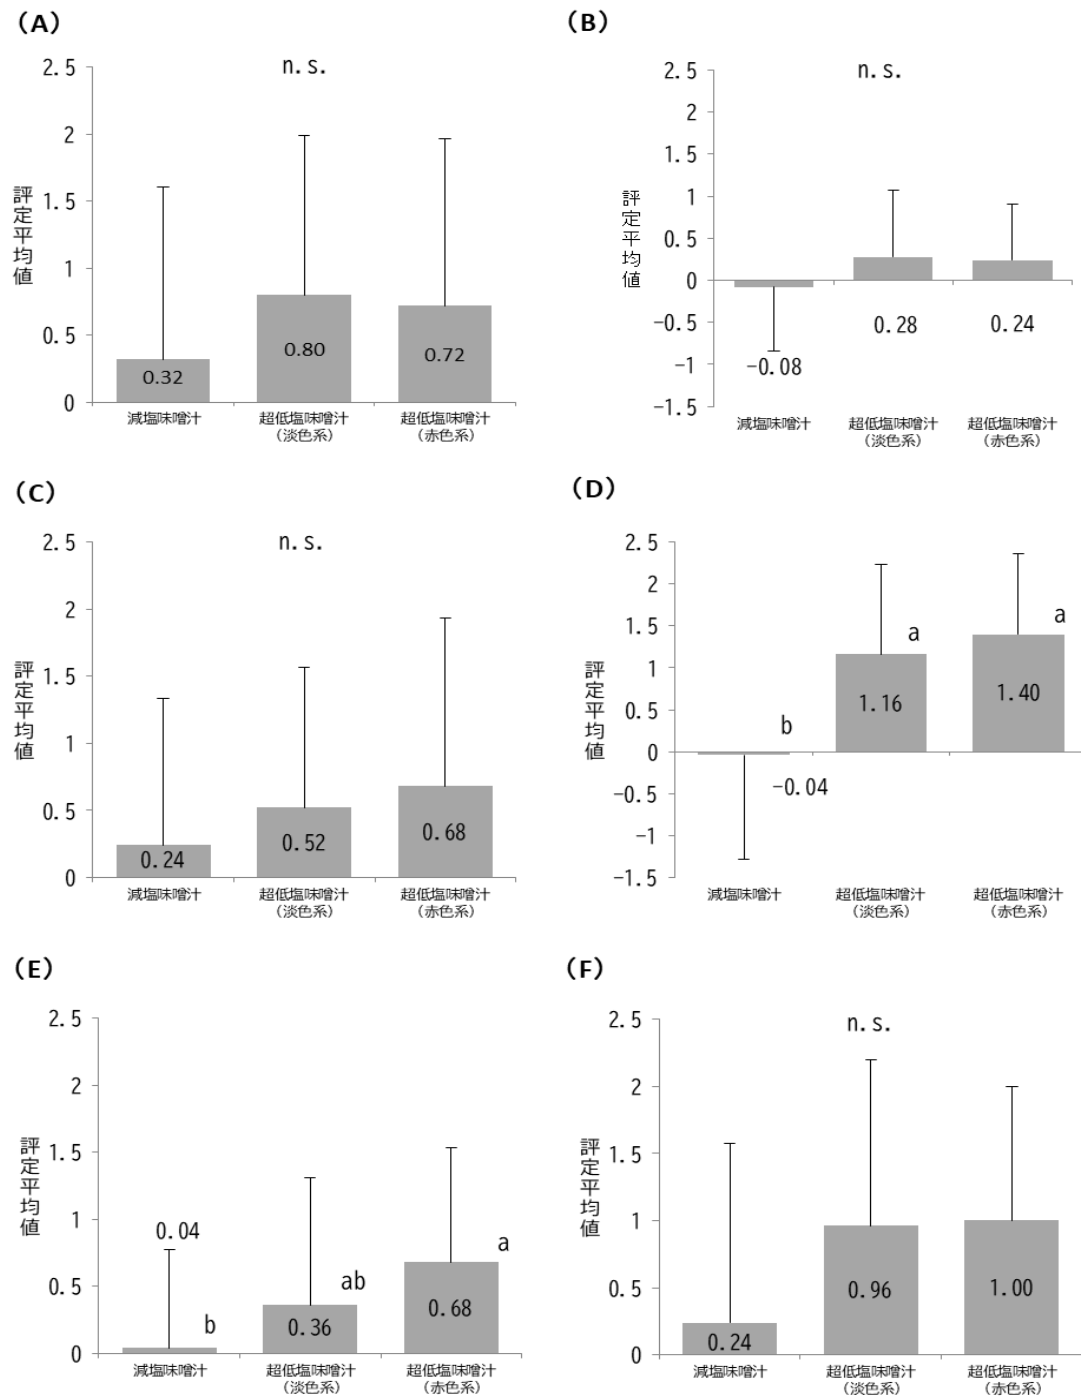 （A）
n.s.
2.5
2
1.5
1
0.5
0
評定平均値
0.32
0.80
0.72
減塩味噌汁
超低塩味噌汁
（淡色系）
超低塩味噌汁
（赤色系）
（B）
n.s.
2.5
2
1.5
1
0.5
0
−0.5
−1
−1.5
評定平均値
−0.08
0.28
0.24
減塩味噌汁
超低塩味噌汁
（淡色系）
超低塩味噌汁
（赤色系）
（C）
n.s.
2.5
2
1.5
1
0.5
0
評定平均値
0.24
0.52
0.68
減塩味噌汁
超低塩味噌汁
（淡色系）
超低塩味噌汁
（赤色系）
（D）
2.5
2
1.5
1
0.5
0
−0.5
−1
−1.5
評定平均値
b
−0.04
a
1.16
a
1.40
減塩味噌汁
超低塩味噌汁
（淡色系）
超低塩味噌汁
（赤色系）
（E）
2.5
2
1.5
1
0.5
0
評定平均値
0.04
b
ab
0.36
a
0.68
減塩味噌汁
超低塩味噌汁
（淡色系）
超低塩味噌汁
（赤色系）
（F）
n.s.
2.5
2
1.5
1
0.5
0
評定平均値
0.24
0.96
1.00
減塩味噌汁
超低塩味噌汁
（淡色系）
超低塩味噌汁
（赤色系）